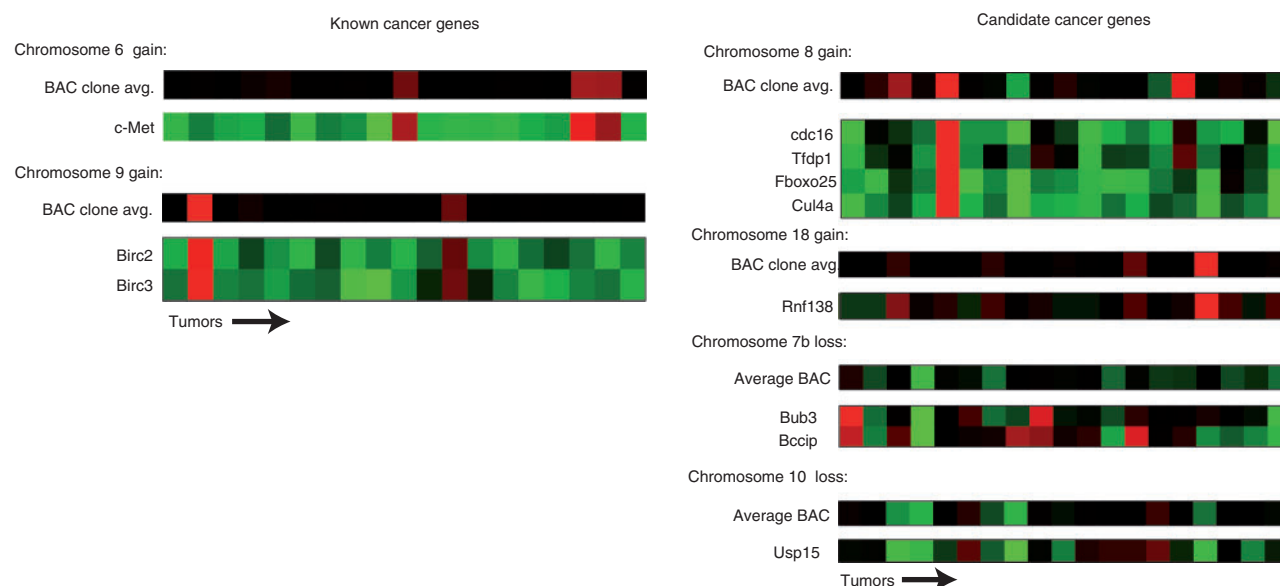 Known cancer genes
Chromosome 6 gain:
BAC clone avg.
c-Met
Chromosome 9 gain:
BAC clone avg.
Birc2
Birc3
Tumors
Candidate cancer genes
Chromosome 8 gain:
BAC clone avg.
cdc16
Tfdp1
Fboxo25
Cul4a
Chromosome 18 gain:
BAC clone avg
Rnf138
Chromosome 7b loss:
Average BAC
Bub3
Bccip
Chromosome 10 loss:
Average BAC
Usp15
Tumors